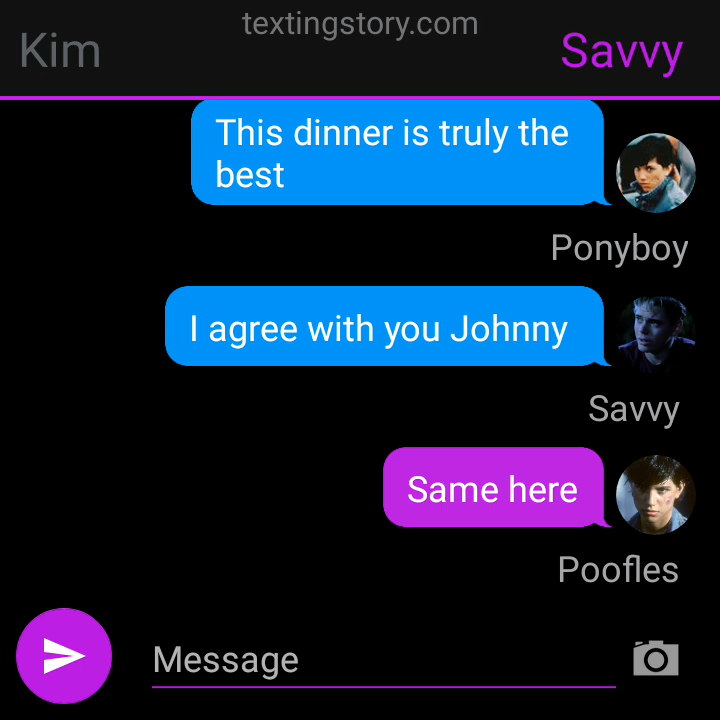 textingstory.com
Kim
Savvy
This dinner is truly the
best
Ponyboy
I agree with you Johnny
Savvy
Same here
Poofles
Message